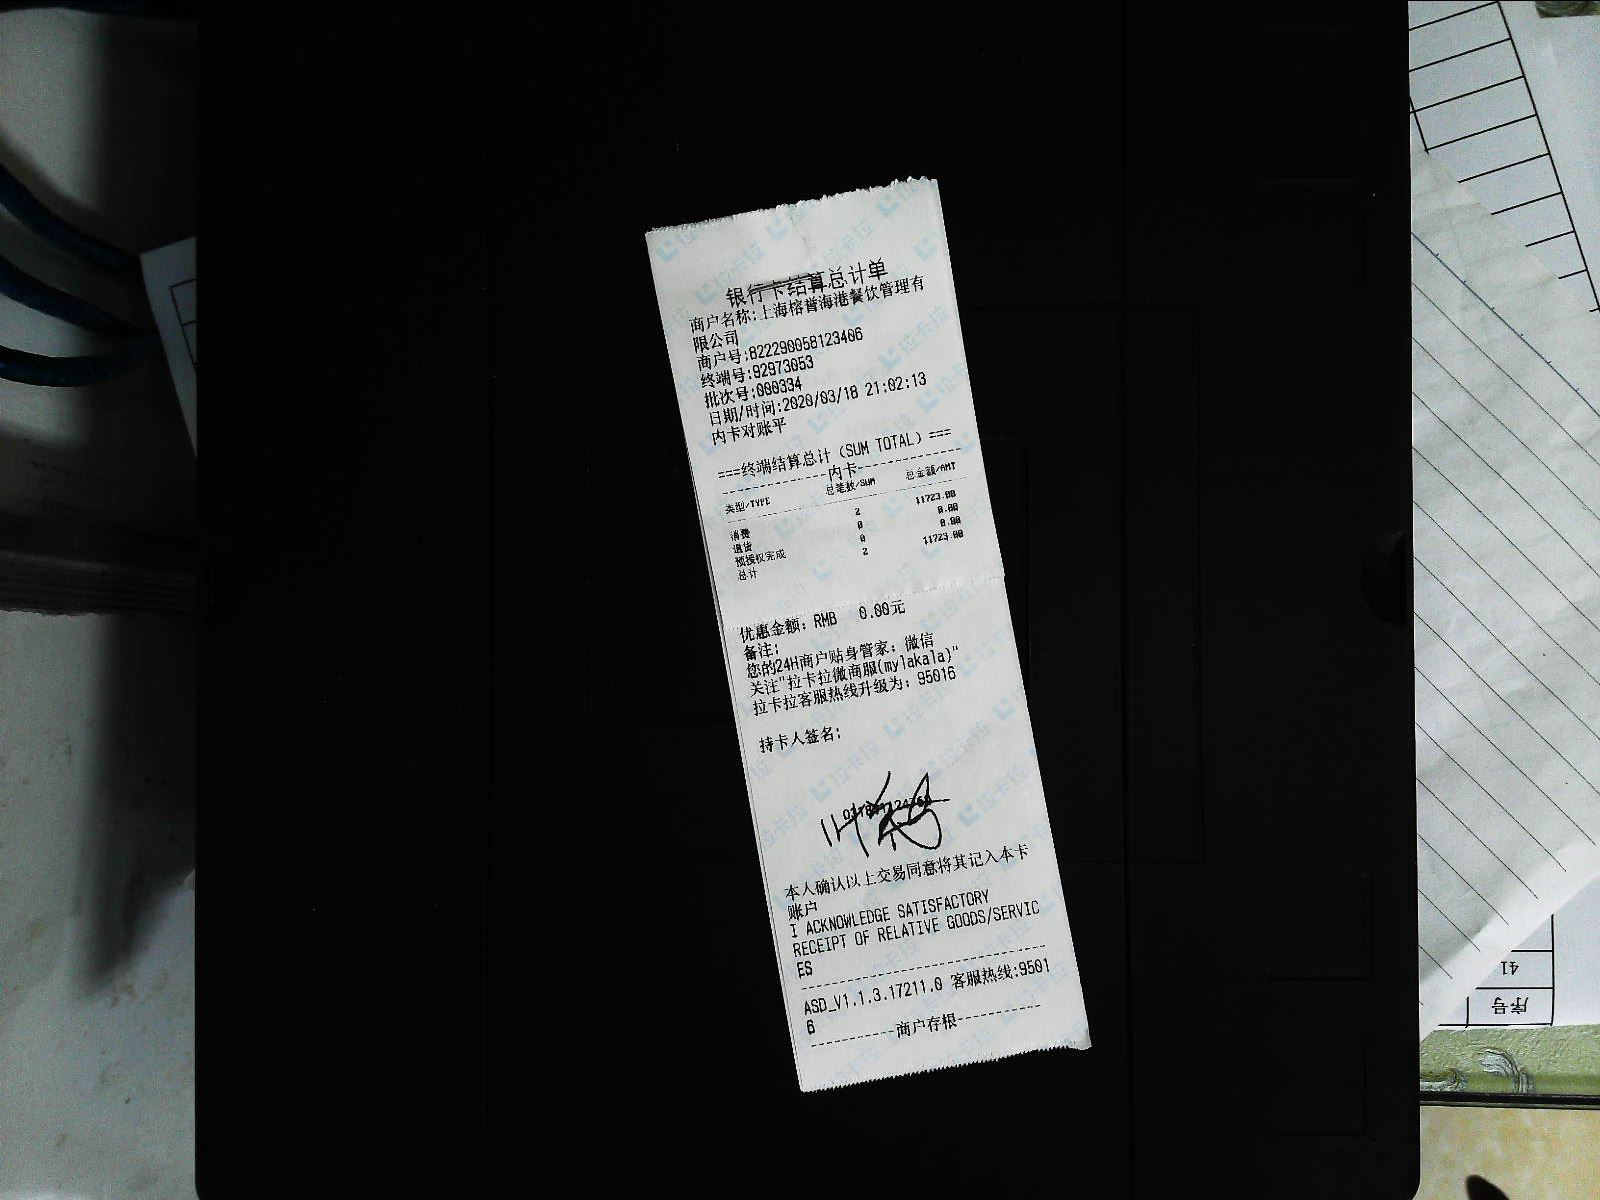 银行卡结算总计单
商户名称:上海榕誉海港餐饮管理有
限公司
商户号:822290058123406
终端号:92973053
批次号:000334
日期/时间:2020/03/18 21:02:13
内卡对账平
===终端结算总计（SUM TOTAL）===
内卡
类型/TYPE 总笔数/SUM 总金额/AMT
消费 2 11723.00
退货 0 0.00
预授权完成 0 0.00
总计 2 11723.00
优惠金额: RMB 0.00元
备注:
您的24H商户贴身管家: 微信
关注"拉卡拉微商服(mylakala)"
拉卡拉客服热线升级为: 95016
持卡人签名:
本人确认以上交易同意将其记入本卡
账户
I ACKNOWLEDGE SATISFACTORY
RECEIPT OF RELATIVE GOODS/SERVIC
ES
ASD_V1.1.3.17211.0 客服热线:9501
6
商户存根
41
序号